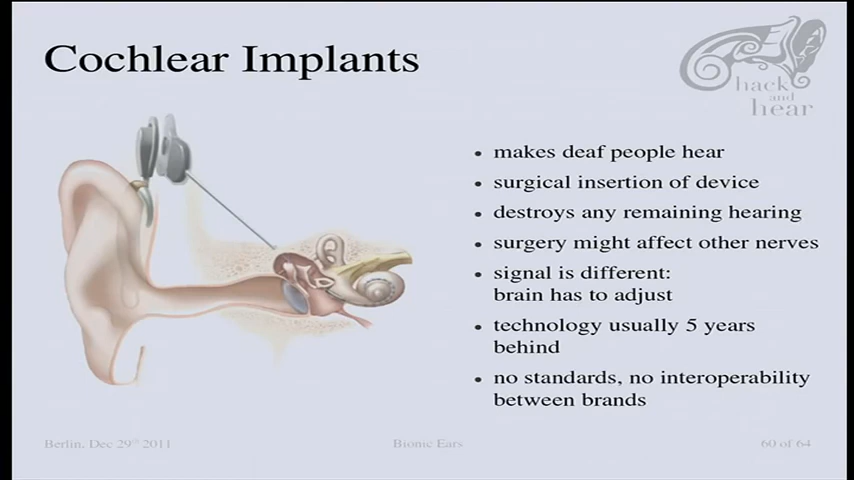 Cochlear Implants
hack
and
hear
• makes deaf people hear
• surgical insertion of device
• destroys any remaining hearing
• surgery might affect other nerves
• signal is different:
brain has to adjust
• technology usually 5 years
behind
• no standards, no interoperability
between brands
Berlin, Dec 29th 2011
Bionic Ears
60 of 64